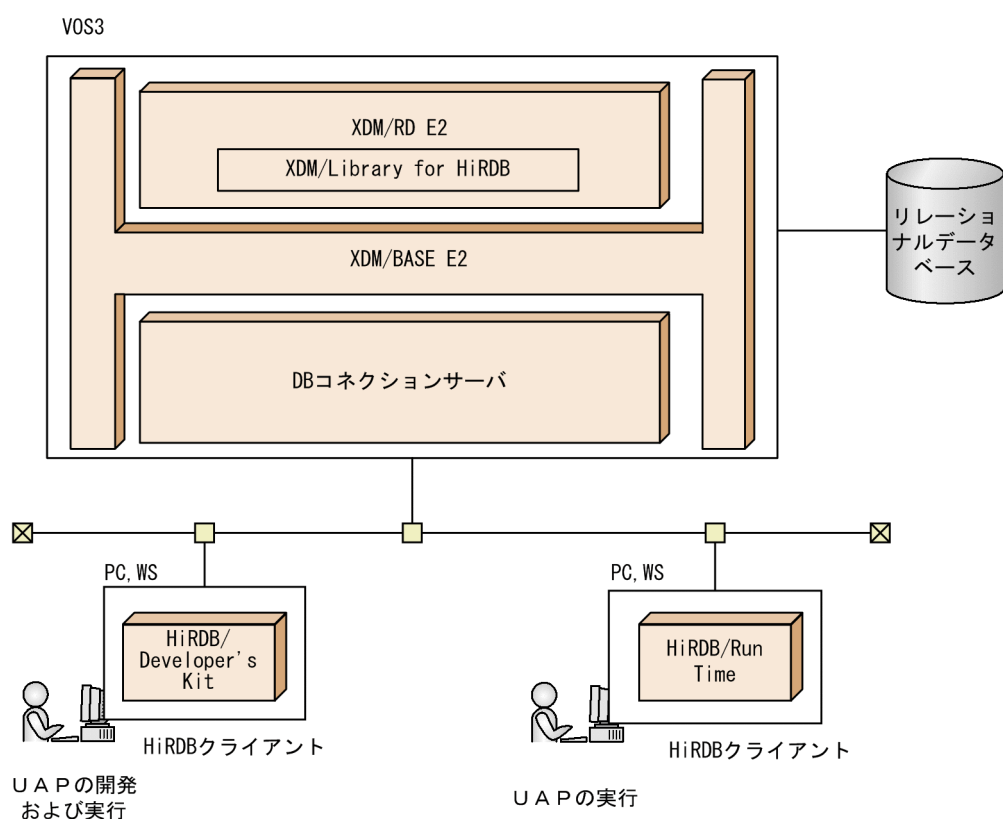 VOS3
XDM/RD E2
XDM/Library for HiRDB
XDM/BASE E2
リレーショ
ナルデータ
ベース
DBコネクションサーバ
PC,WS
HiRDB/
Developer's
Kit
HiRDBクライアント
UAPの開発
および実行
PC,WS
HiRDB/Run
Time
HiRDBクライアント
UAPの実行